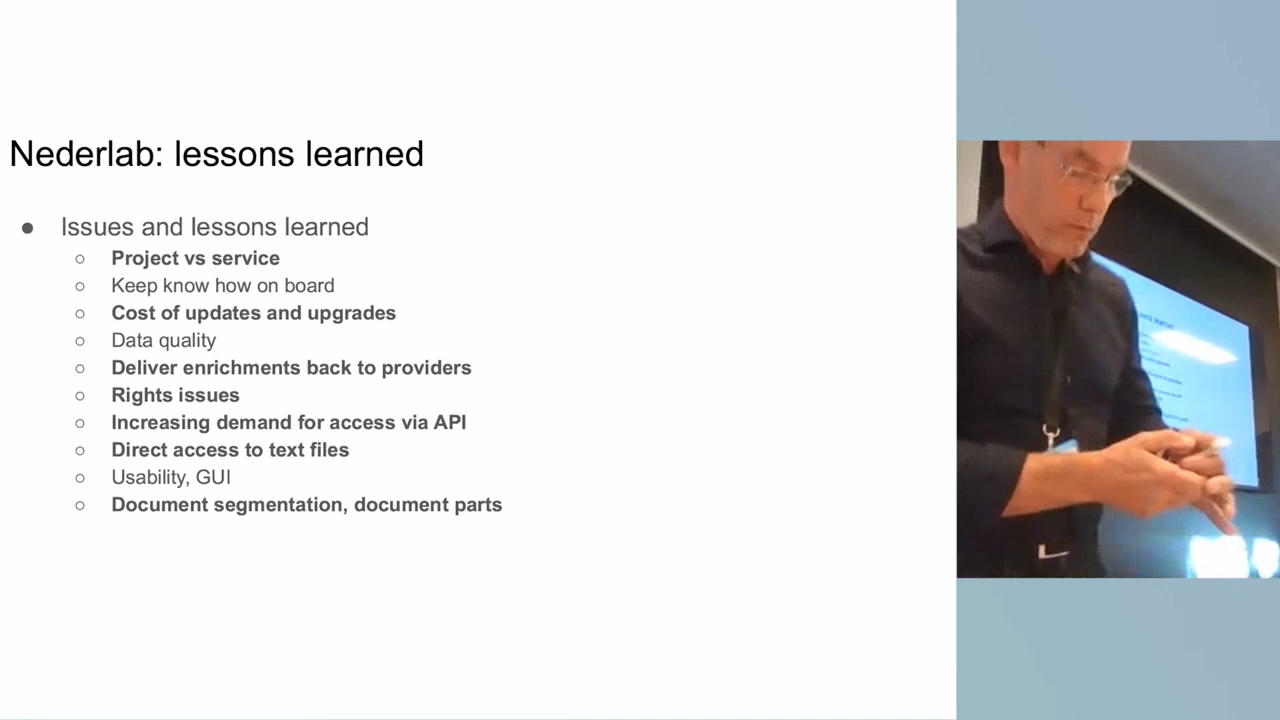 Nederlab: lessons learned
● Issues and lessons learned
○ Project vs service
○ Keep know how on board
○ Cost of updates and upgrades
○ Data quality
○ Deliver enrichments back to providers
○ Rights issues
○ Increasing demand for access via API
○ Direct access to text files
○ Usability, GUI
○ Document segmentation, document parts